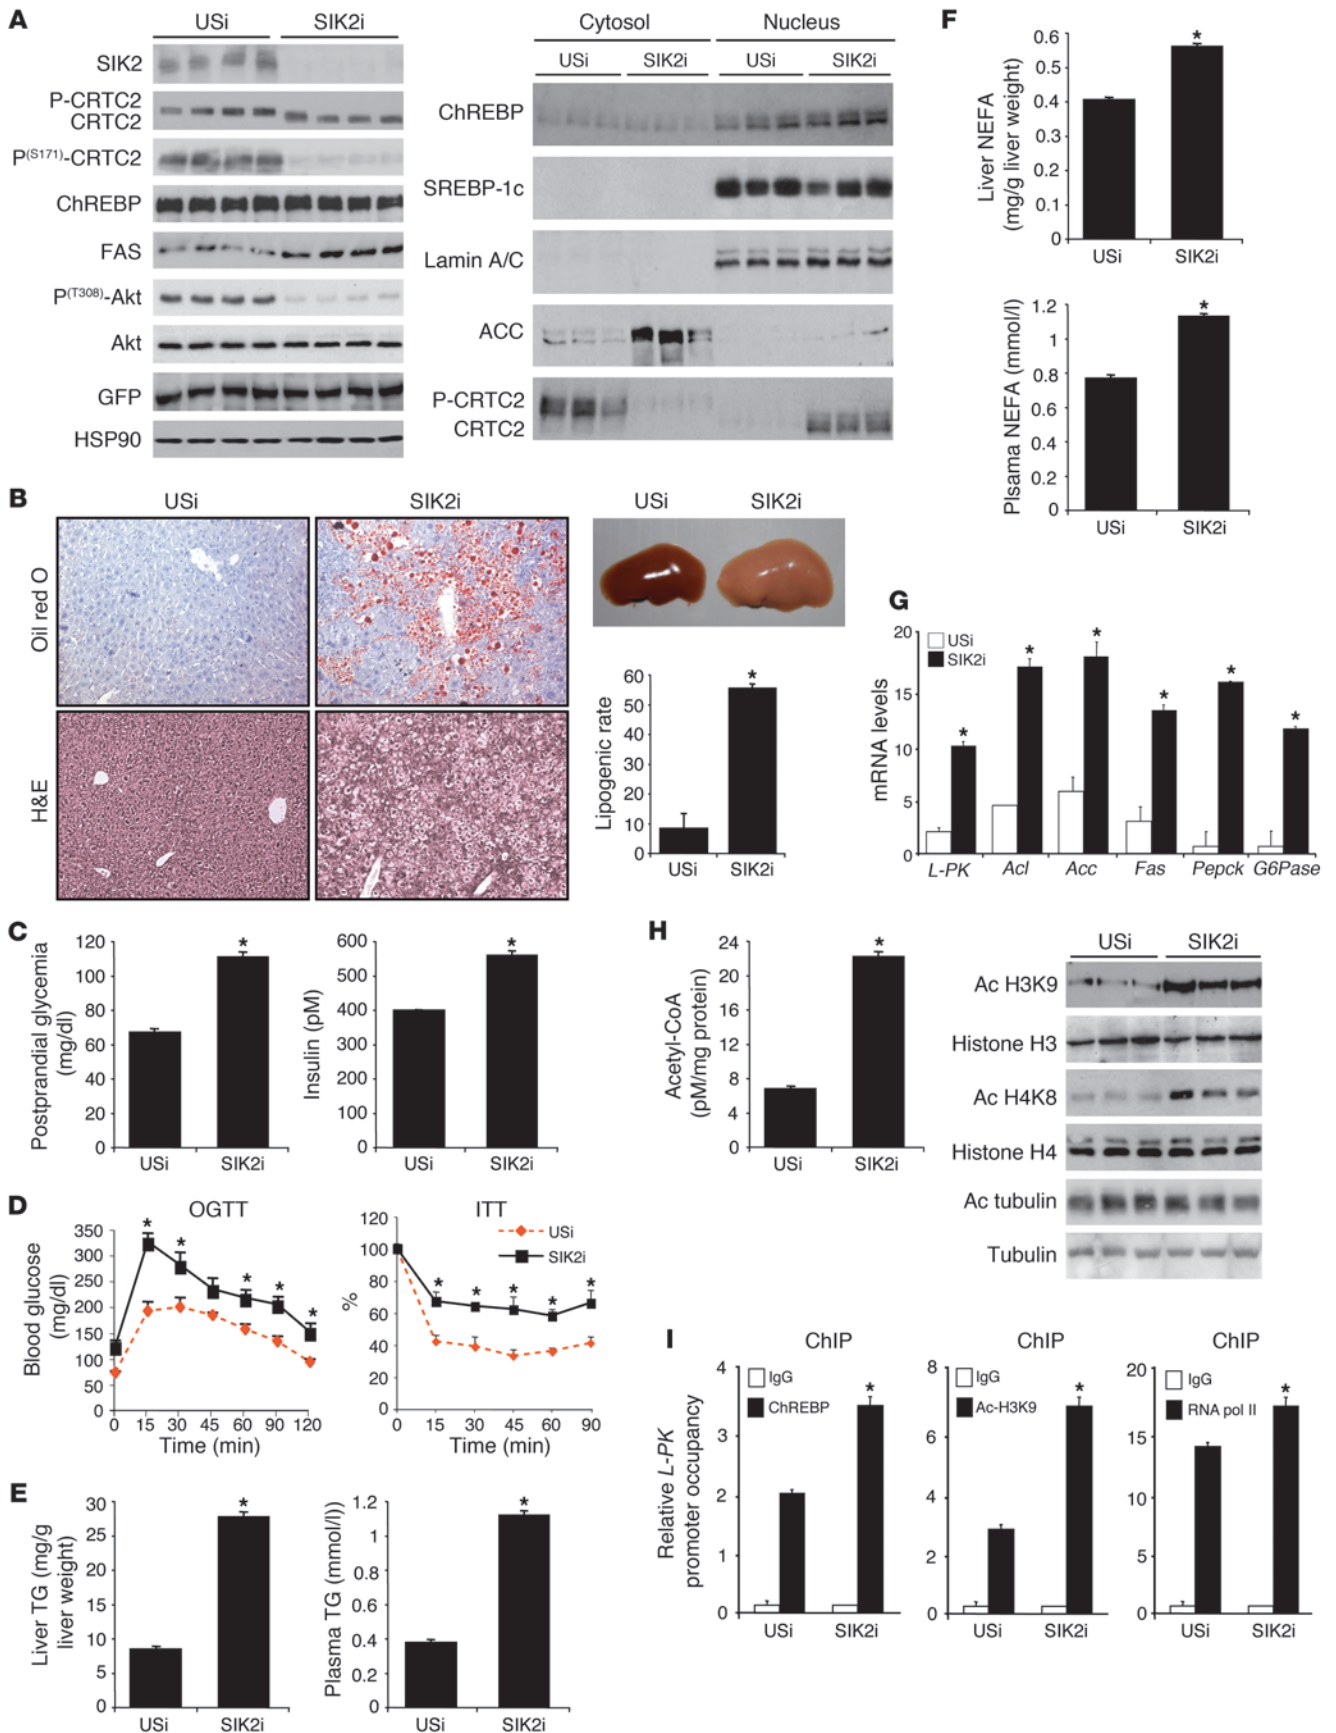 A
USi
SIK2i
SIK2
P-CRTC2
CRTC2
P(S171)-CRTC2
ChREBP
FAS
P(T308)-Akt
Akt
GFP
HSP90
Cytosol
Nucleus
USi
SIK2i
USi
SIK2i
ChREBP
SREBP-1c
Lamin A/C
ACC
P-CRTC2
CRTC2
F
Liver NEFA
(mg/g liver weight)
0.6
0.5
0.4
0.3
0.2
0.1
0
*
USi
SIK2i
Plsama NEFA (mmol/l)
1.2
1.0
0.8
0.6
0.4
0.2
0
*
USi
SIK2i
B
USi
SIK2i
Oil red O
H&E
USi
SIK2i
Lipogenic rate
60
50
40
30
20
10
0
*
USi
SIK2i
G
mRNA levels
20
15
10
5
0
USi
SIK2i
* * * * * *
L-PK Acl Acc Fas Pepck G6Pase
C
Postprandial glycemia
(mg/dl)
120
100
80
60
40
20
0
*
USi
SIK2i
Insulin (pM)
600
500
400
300
200
100
0
*
USi
SIK2i
H
Acetyl-CoA
(pM/mg protein)
24
20
16
12
8
4
0
*
USi
SIK2i
USi
SIK2i
Ac H3K9
Histone H3
Ac H4K8
Histone H4
Ac tubulin
Tubulin
D
OGTT
Blood glucose
(mg/dl)
350
300
250
200
150
100
50
0
* * * * *
0 15 30 45 60 90 120
Time (min)
ITT
%
120
100
80
60
40
20
0
USi
SIK2i
* * * * *
0 15 30 45 60 90
Time (min)
I
Relative L-PK
promoter occupancy
ChIP
4
3
2
1
0
IgG
ChREBP
*
USi
SIK2i
ChIP
8
6
4
2
0
IgG
Ac-H3K9
*
USi
SIK2i
ChIP
20
15
10
5
0
IgG
RNA pol II
*
USi
SIK2i
E
Liver TG (mg/g
liver weight)
30
25
20
15
10
5
0
*
USi
SIK2i
Plasma TG (mmol/l))
1.2
1
0.8
0.6
0.4
0.2
0
*
USi
SIK2i